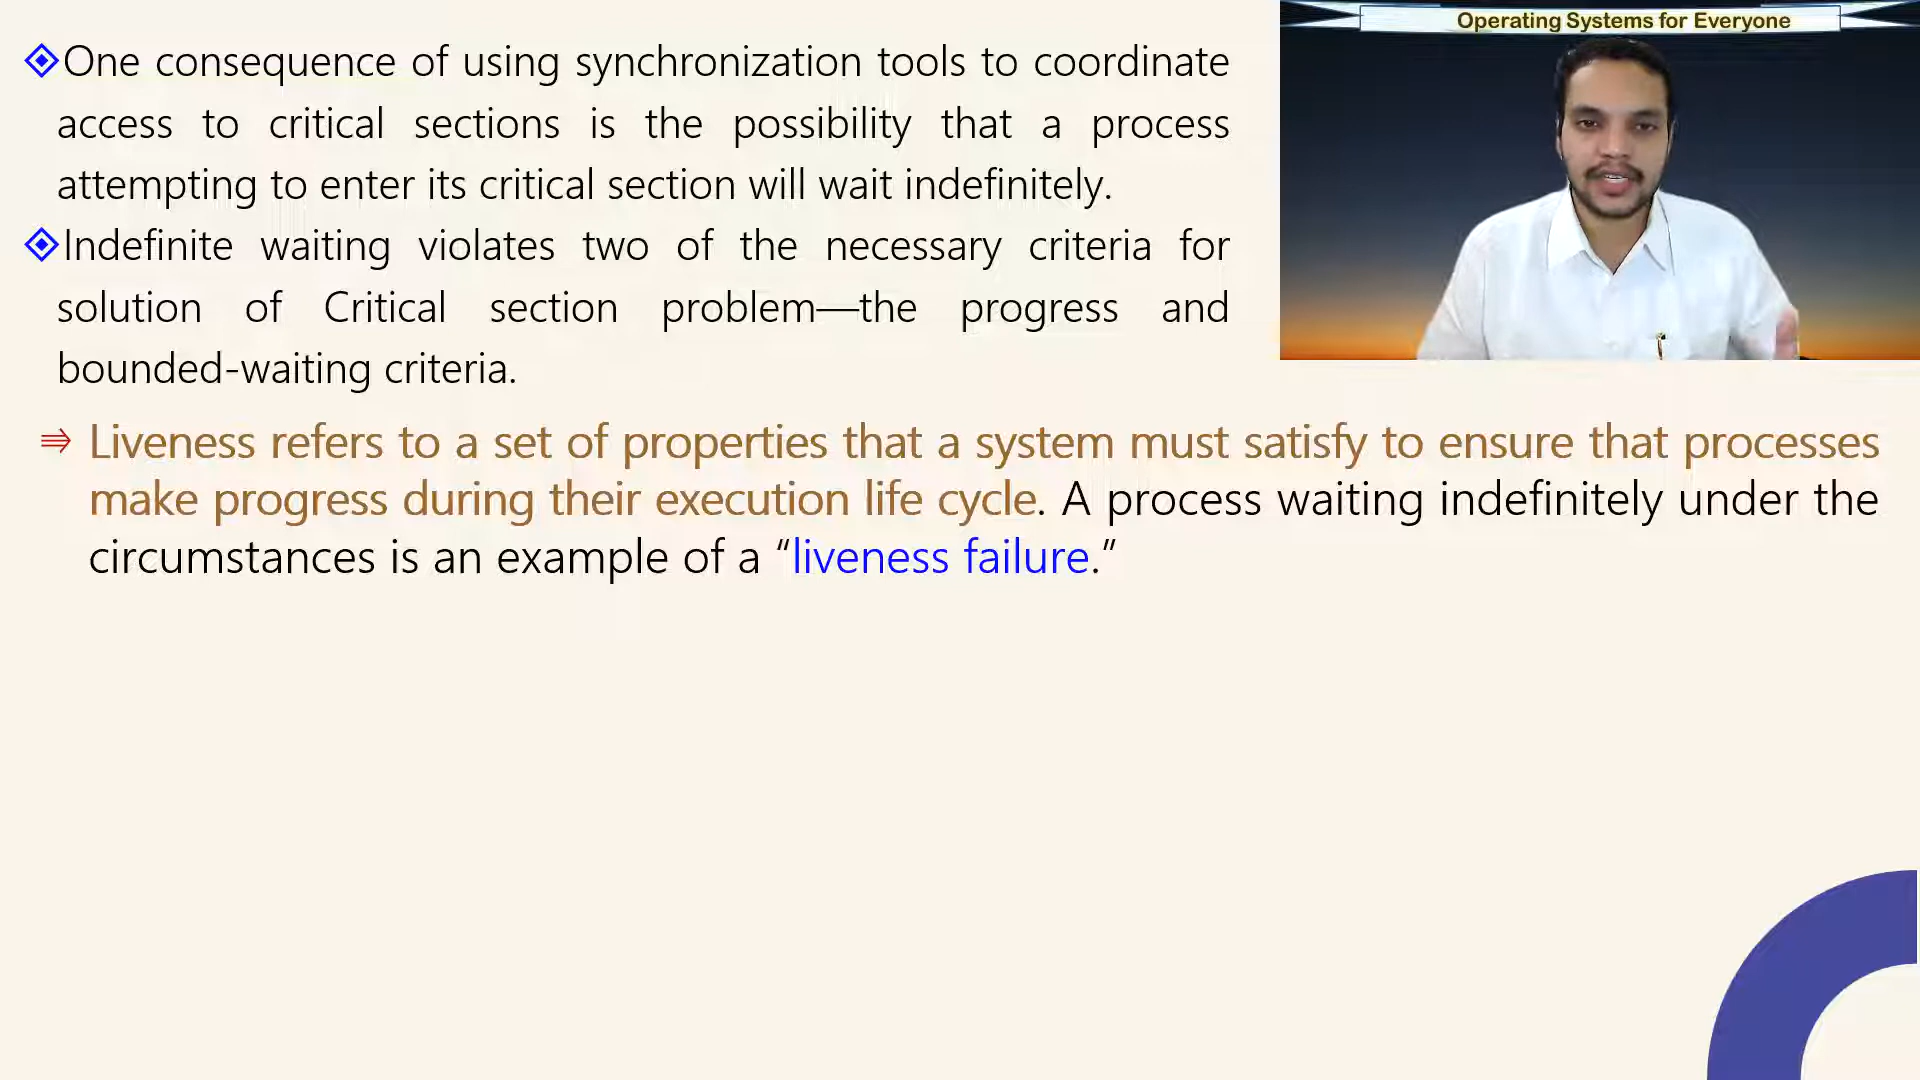 Operating Systems for Everyone
One consequence of using synchronization tools to coordinate
access to critical sections is the possibility that a process
attempting to enter its critical section will wait indefinitely.
Indefinite waiting violates two of the necessary criteria for
solution of Critical section problem—the progress and
bounded-waiting criteria.
⇛ Liveness refers to a set of properties that a system must satisfy to ensure that processes
make progress during their execution life cycle. A process waiting indefinitely under the
circumstances is an example of a “liveness failure.”